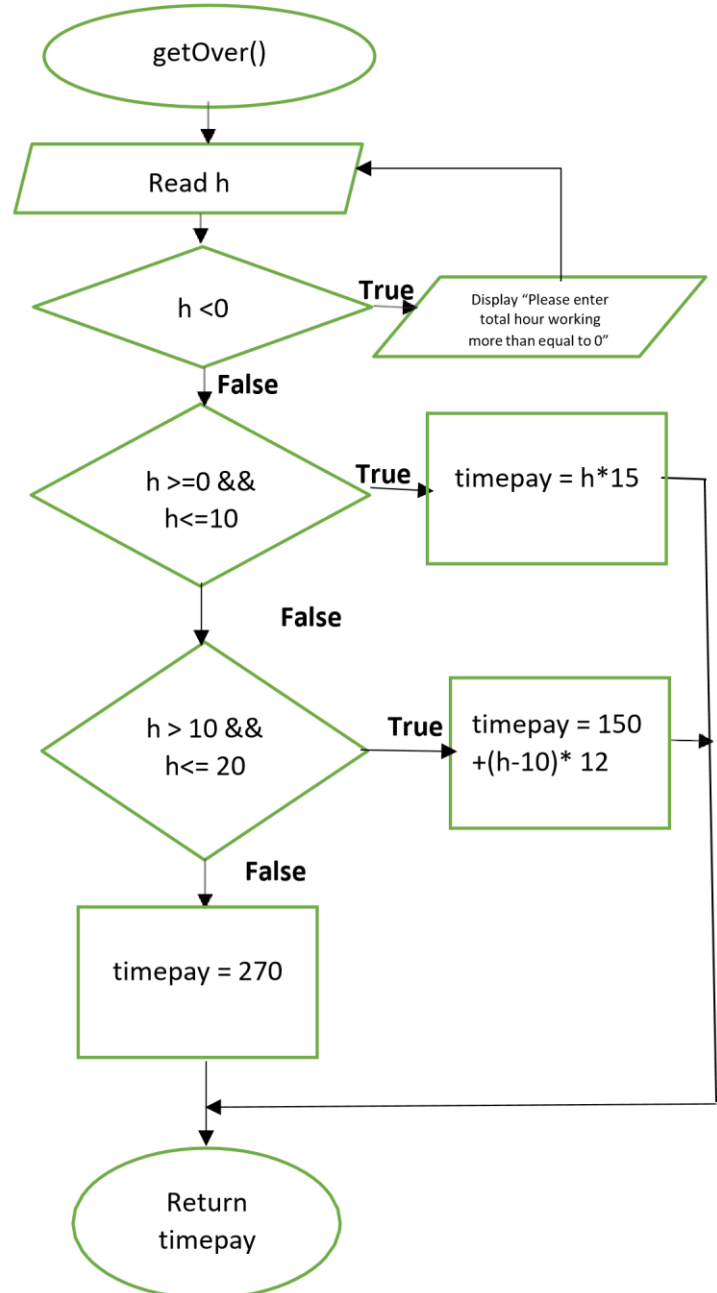 getOver()
Read h
h <0
True
Display “Please enter
total hour working
more than equal to 0”
False
h >=0 &&
h<=10
True
timepay = h*15
False
h > 10 &&
h<= 20
True
timepay = 150
+(h-10)* 12
False
timepay = 270
Return
timepay